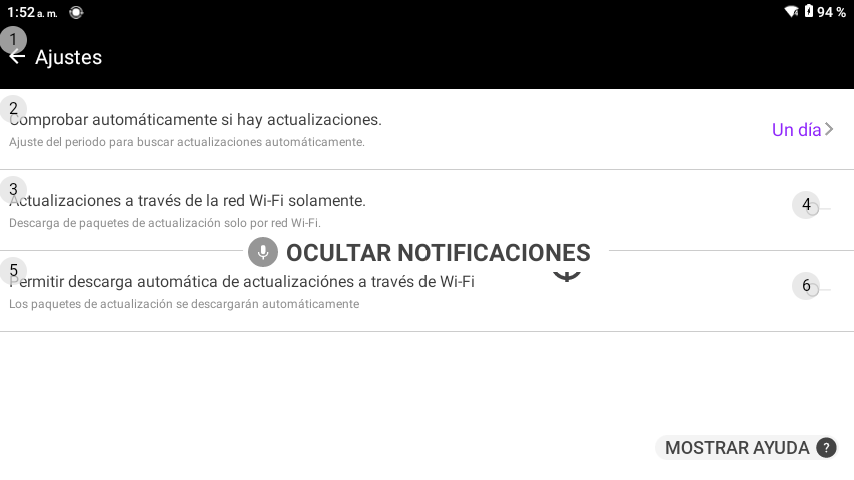 1:52 a. m.
94 %
1
Ajustes
2
Comprobar automáticamente si hay actualizaciones.
Ajuste del periodo para buscar actualizaciones automáticamente.
Un día
3
Actualizaciones a través de la red Wi-Fi solamente.
Descarga de paquetes de actualización solo por red Wi-Fi.
4
OCULTAR NOTIFICACIONES
5
Permitir descarga automática de actualizaciónes a través de Wi-Fi
Los paquetes de actualización se descargarán automáticamente
6
MOSTRAR AYUDA ?